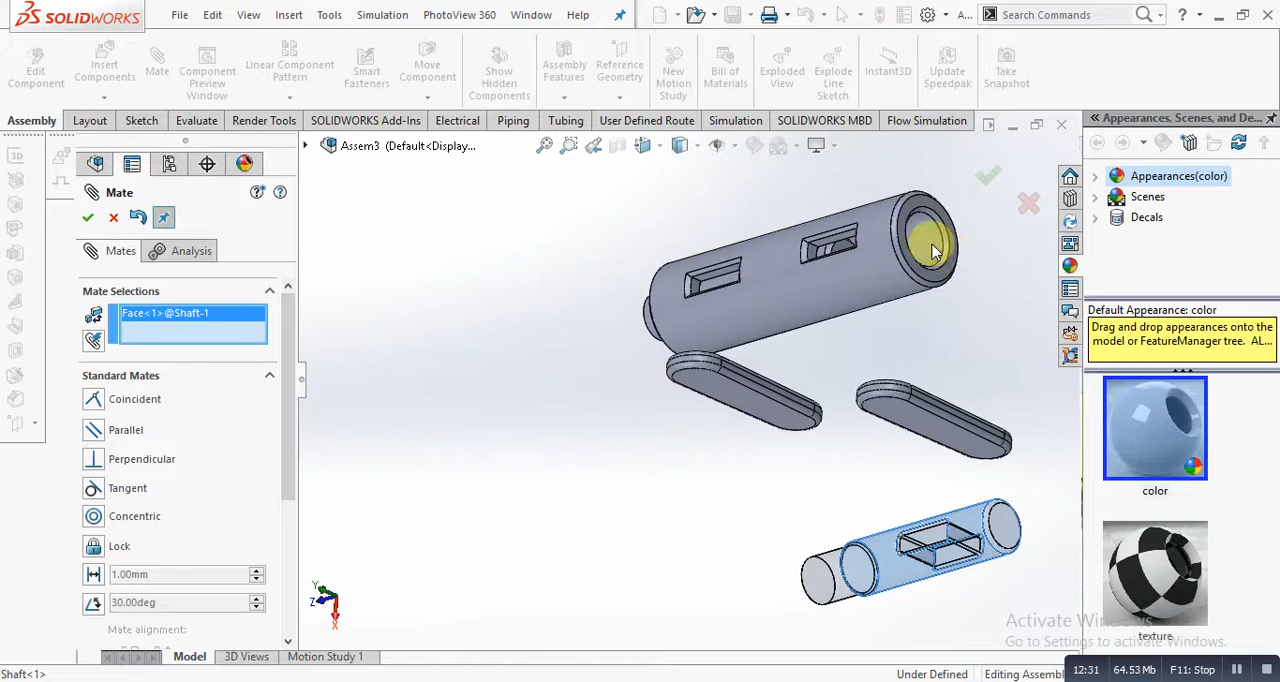 SOLIDWORKS File Edit View Insert Tools Simulation PhotoView 360 Window Help A... Search Commands
Edit Component
Insert Components
Mate
Component Preview Window
Linear Component Pattern
Smart Fasteners
Move Component
Show Hidden Components
Assembly Features
Reference Geometry
New Motion Study
Bill of Materials
Exploded View
Explode Line Sketch
Instant3D
Update Speedpak
Take Snapshot
Assembly Layout Sketch Evaluate Render Tools SOLIDWORKS Add-Ins Electrical Piping Tubing User Defined Route Simulation SOLIDWORKS MBD Flow Simulation
Appearances, Scenes, and De...
Assem3 (Default<Display...
Mate
Mates Analysis
Mate Selections
Face<1>@Shaft-1
Standard Mates
Coincident
Parallel
Perpendicular
Tangent
Concentric
Lock
1.00mm
30.00deg
Mate alignment:
Y
Z
X
Appearances(color)
Scenes
Decals
Default Appearance: color
Drag and drop appearances onto the
model or FeatureManager tree. AL...
color
texture
Activate Windows
Go to Settings to activate Windows.
Model 3D Views Motion Study 1
Shaft<1> Under Defined Editing Assembl
12:31 64.53 MB F11: Stop
3D